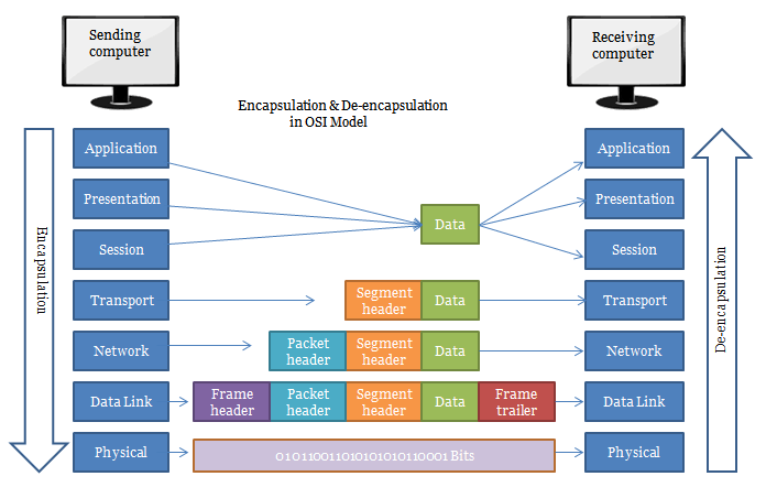 Sending
computer
Receiving
computer
Encapsulation & De-encapsulation
in OSI Model
Encapsulation
De-encapsulation
Application
Application
Presentation
Data
Presentation
Session
Session
Transport
Segment
header
Data
Transport
Network
Packet
header
Segment
header
Data
Network
Data Link
Frame
header
Packet
header
Segment
header
Data
Frame
trailer
Data Link
Physical
01011001101010101011 0001 Bits
Physical